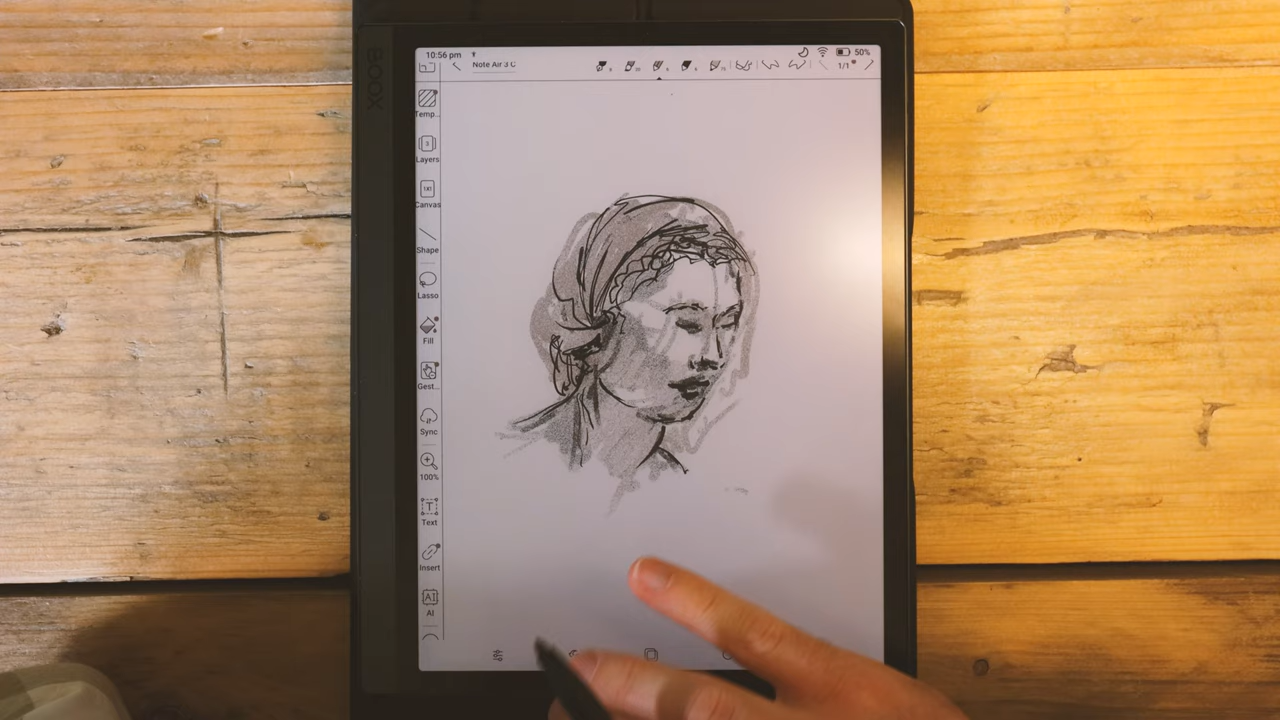 BOOX
10:56 pm
50%
Note Air 3 C
1/1
Temp..
Layers
Canvas
Shape
Lasso
Fill
Gest..
Sync
100%
Text
Insert
AI
AI